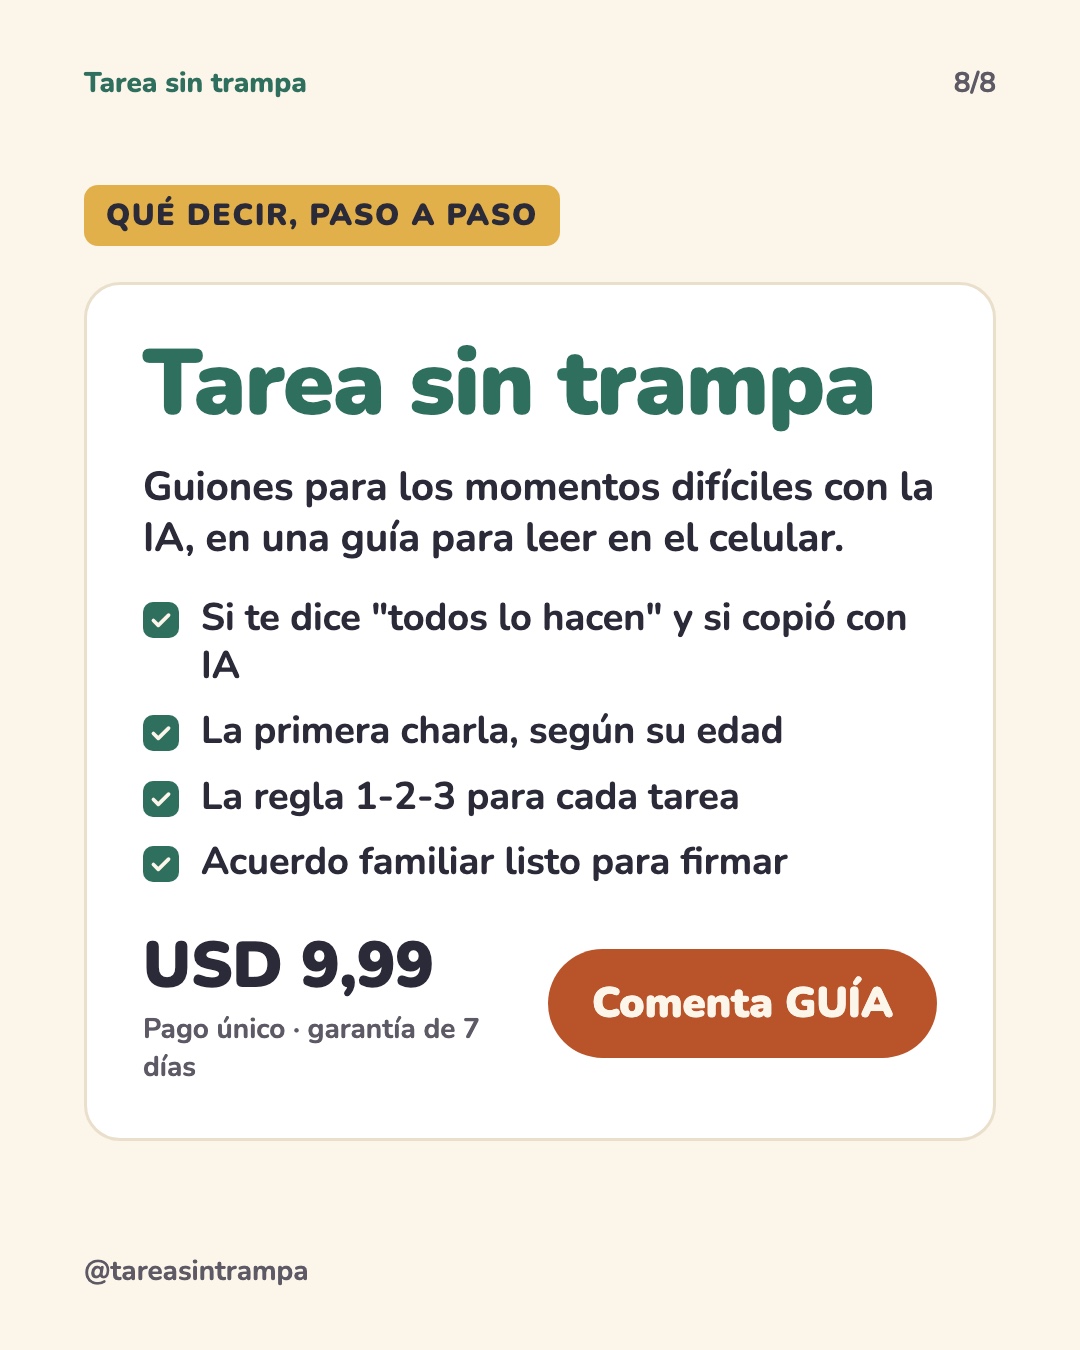 Tarea sin trampa
8/8
QUÉ DECIR, PASO A PASO
Tarea sin trampa
Guiones para los momentos difíciles con la
IA, en una guía para leer en el celular.
Si te dice "todos lo hacen" y si copió con
IA
La primera charla, según su edad
La regla 1-2-3 para cada tarea
Acuerdo familiar listo para firmar
USD 9,99
Pago único · garantía de 7
días
Comenta GUÍA
@tareasintrampa